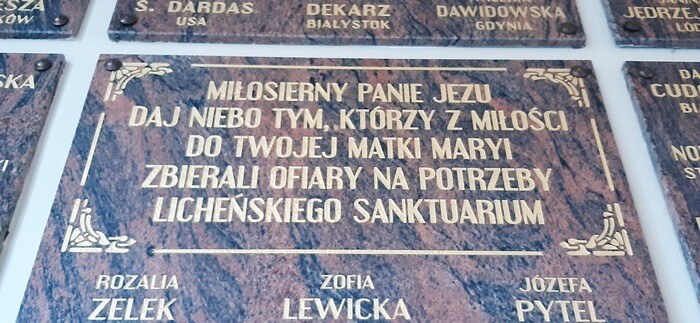 S. DARDAS
USA
DEKARZ
BIAŁYSTOK
DAWIDOWSKA
GDYNIA
MIŁOSIERNY PANIE JEZU
DAJ NIEBO TYM, KTÓRZY Z MIŁOŚCI
DO TWOJEJ MATKI MARYI
ZBIERALI OFIARY NA POTRZEBY
LICHEŃSKIEGO SANKTUARIUM
ROZALIA
ZELEK
ZOFIA
LEWICKA
JÓZEFA
PYTEL